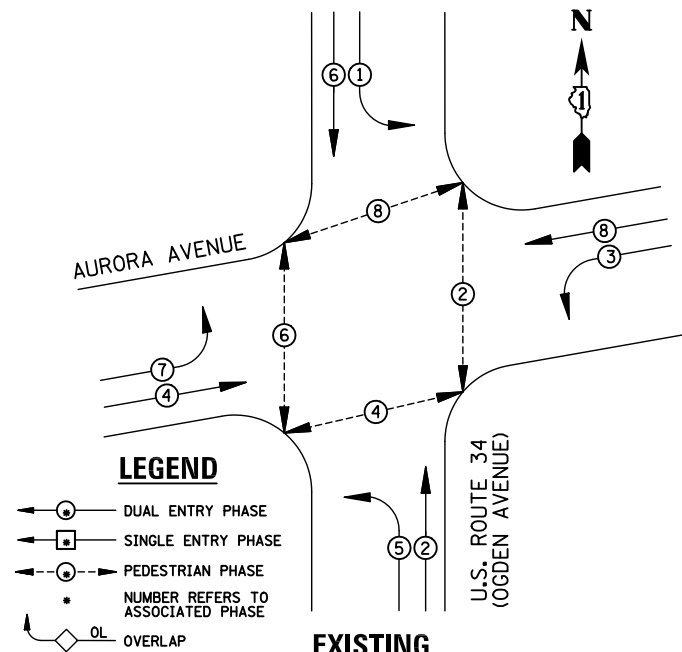 6 1
N
1
8
AURORA AVENUE
8
3
2
6
7
4
4
LEGEND
* DUAL ENTRY PHASE
* SINGLE ENTRY PHASE
* PEDESTRIAN PHASE
* NUMBER REFERS TO
ASSOCIATED PHASE
OL OVERLAP
5 2
U.S. ROUTE 34
(OGDEN AVENUE)
EXISTING